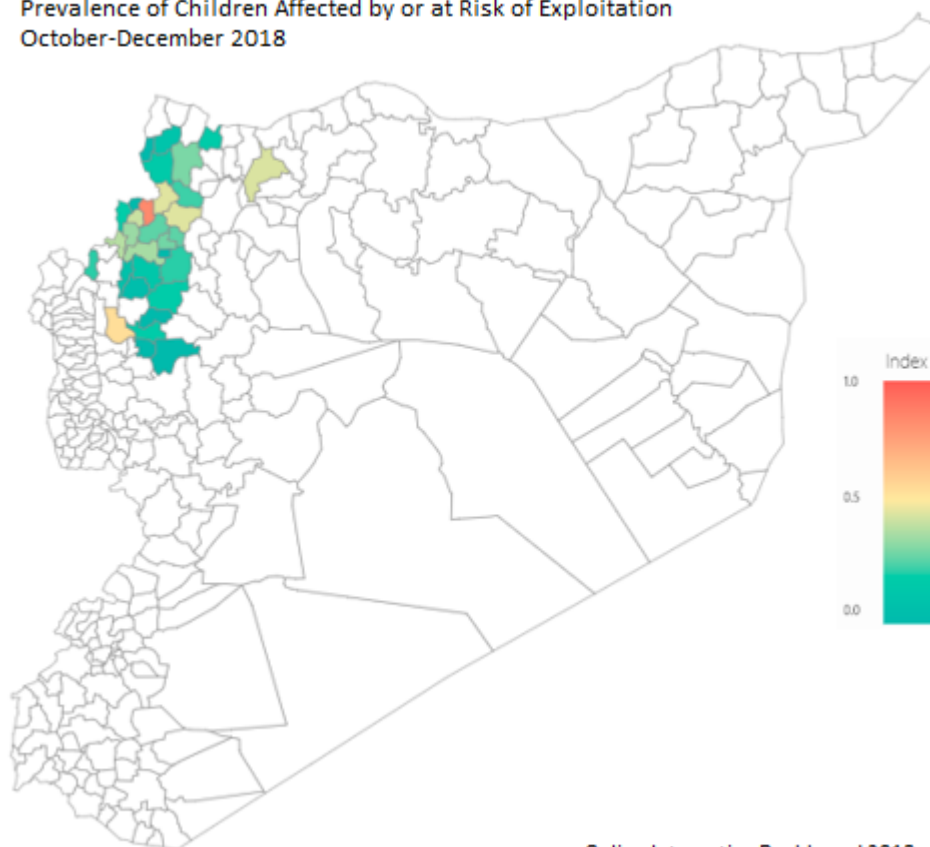 Prevalence of Children Affected by or at Risk of Exploitation
October-December 2018
Index
1.0
0.5
0.0